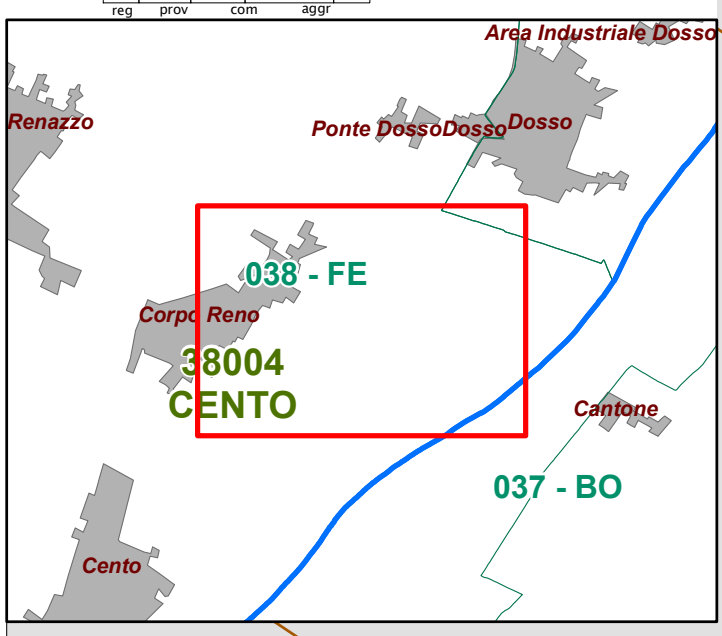 reg prov com aggr
Area Industriale Dosso
Renazzo
Ponte DossoDosso Dosso
038 - FE
Corpo Reno
38004
CENTO
Cantone
037 - BO
Cento